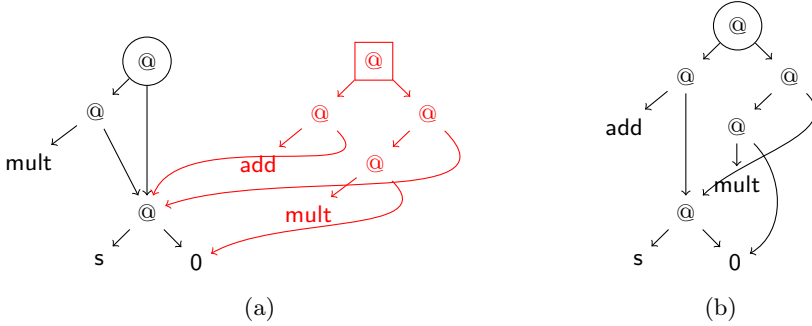 @ @ @
@ @ @ @ @
add
@ @
mult add mult
mult
@ @
s 0 s 0
(a) (b)